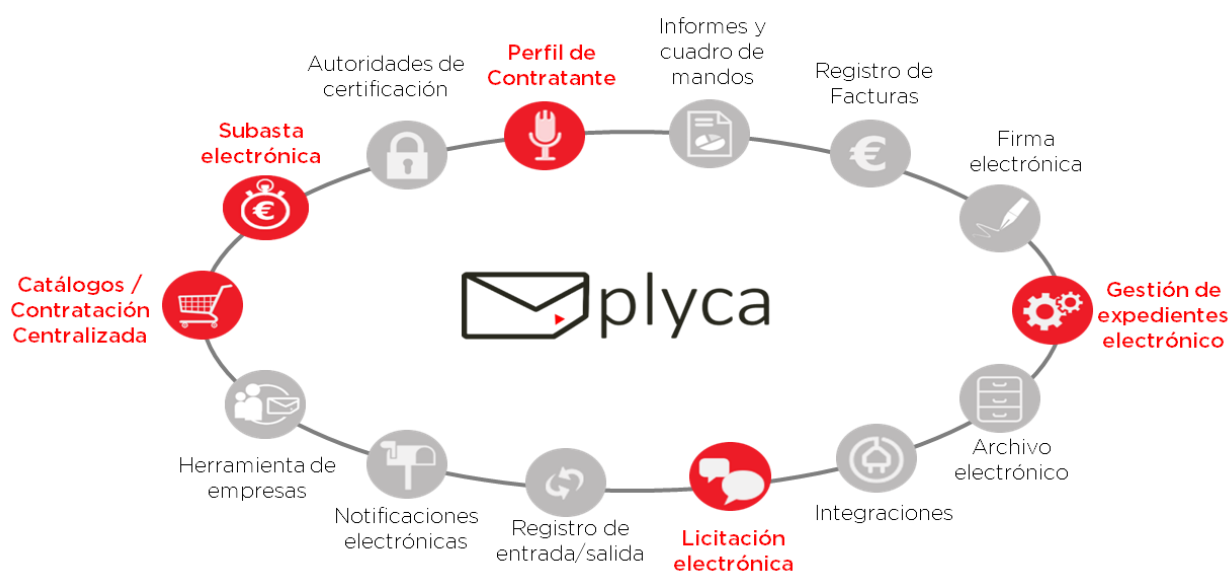 Informes y
cuadro de
mandos
Perfil de
Contratante
Autoridades de
certificación
Registro de
Facturas
Subasta
electrónica
Firma
electrónica
Catálogos /
Contratación
Centralizada
plyca
Gestión de
expedientes
electrónico
Herramienta de
empresas
Archivo
electrónico
Notificaciones
electrónicas
Registro de
entrada/salida
Licitación
electrónica
Integraciones
€
€